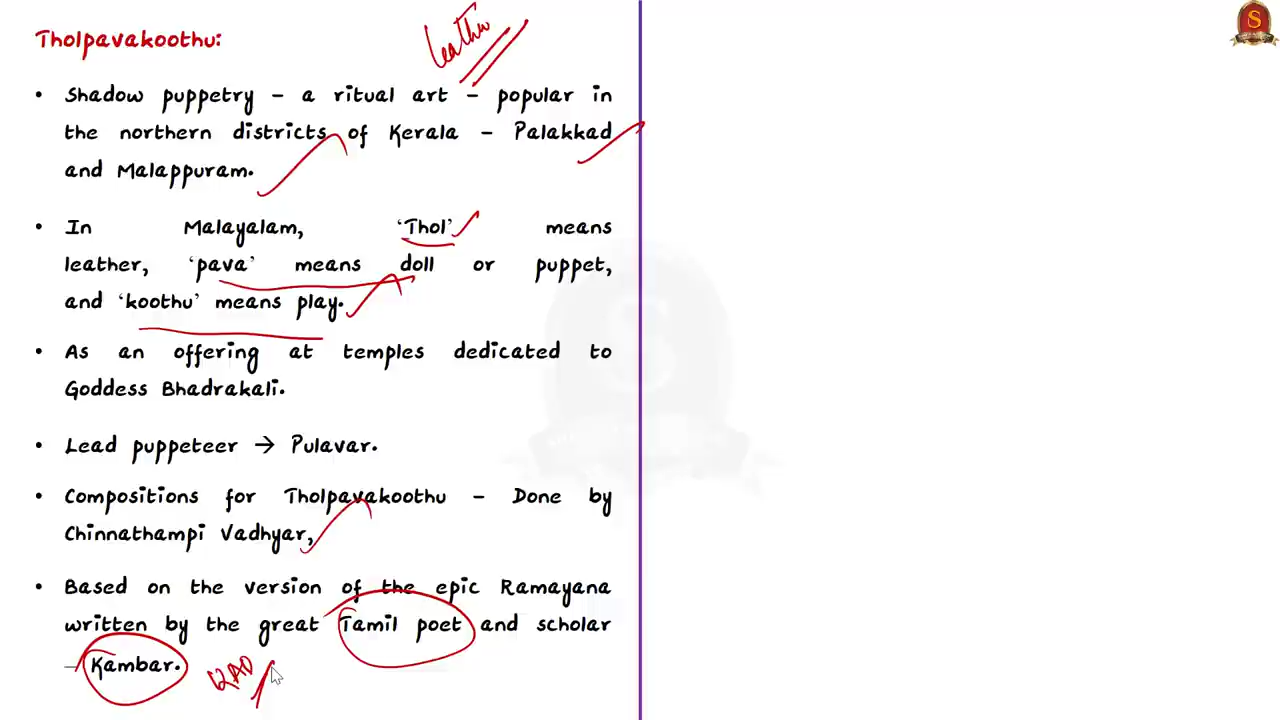 Tholpavakoothu:
• Shadow puppetry – a ritual art – popular in
the northern districts of Kerala – Palakkad
and Malappuram.
• In Malayalam, 'Thol' means
leather, 'pava' means doll or puppet,
and 'koothu' means play.
• As an offering at temples dedicated to
Goddess Bhadrakali.
• Lead puppeteer → Pulavar.
• Compositions for Tholpavakoothu – Done by
Chinnathampi Vadhyar,
• Based on the version of the epic Ramayana
written by the great Tamil poet and scholar
– Kambar.
S